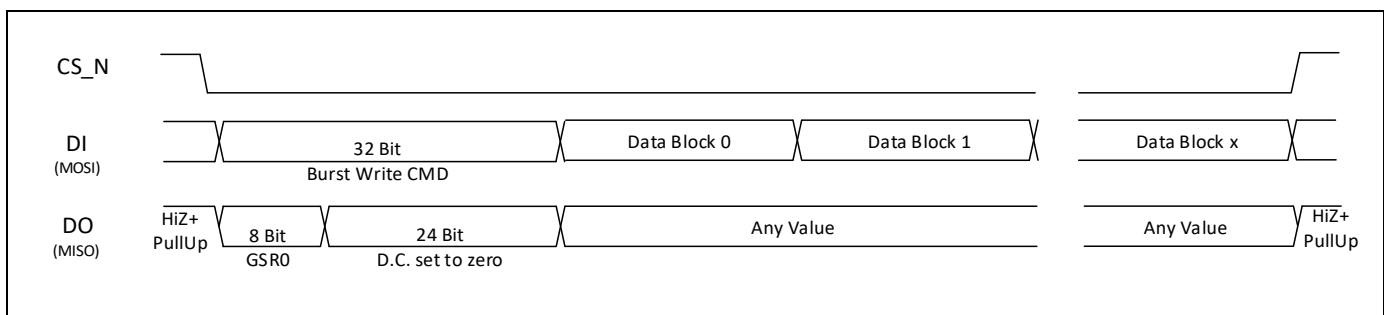 CS_N
DI
(MOSI)
32 Bit
Burst Write CMD
Data Block 0
Data Block 1
Data Block x
DO
(MISO)
HiZ+
PullUp
8 Bit
GSR0
24 Bit
D.C. set to zero
Any Value
Any Value
HiZ+
PullUp